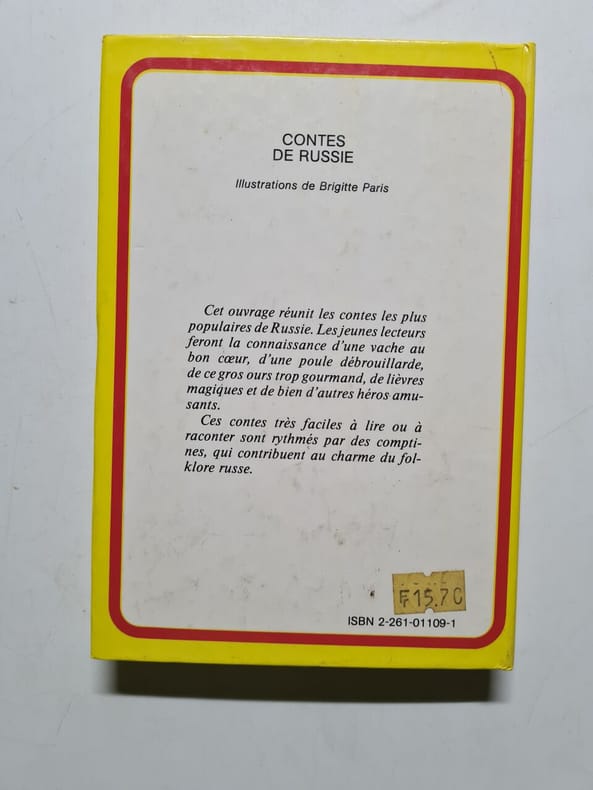 CONTES
DE RUSSIE
Illustrations de Brigitte Paris
Cet ouvrage réunit les contes les plus
populaires de Russie. Les jeunes lecteurs
feront la connaissance d'une vache au
bon cœur, d'une poule débrouillarde,
de ce gros ours trop gourmand, de lièvres
magiques et de bien d'autres héros amu-
sants.
Ces contes très faciles à lire ou à
raconter sont rythmés par des compti-
nes, qui contribuent au charme du fol-
klore russe.
F 15.70
ISBN 2-261-01109-1